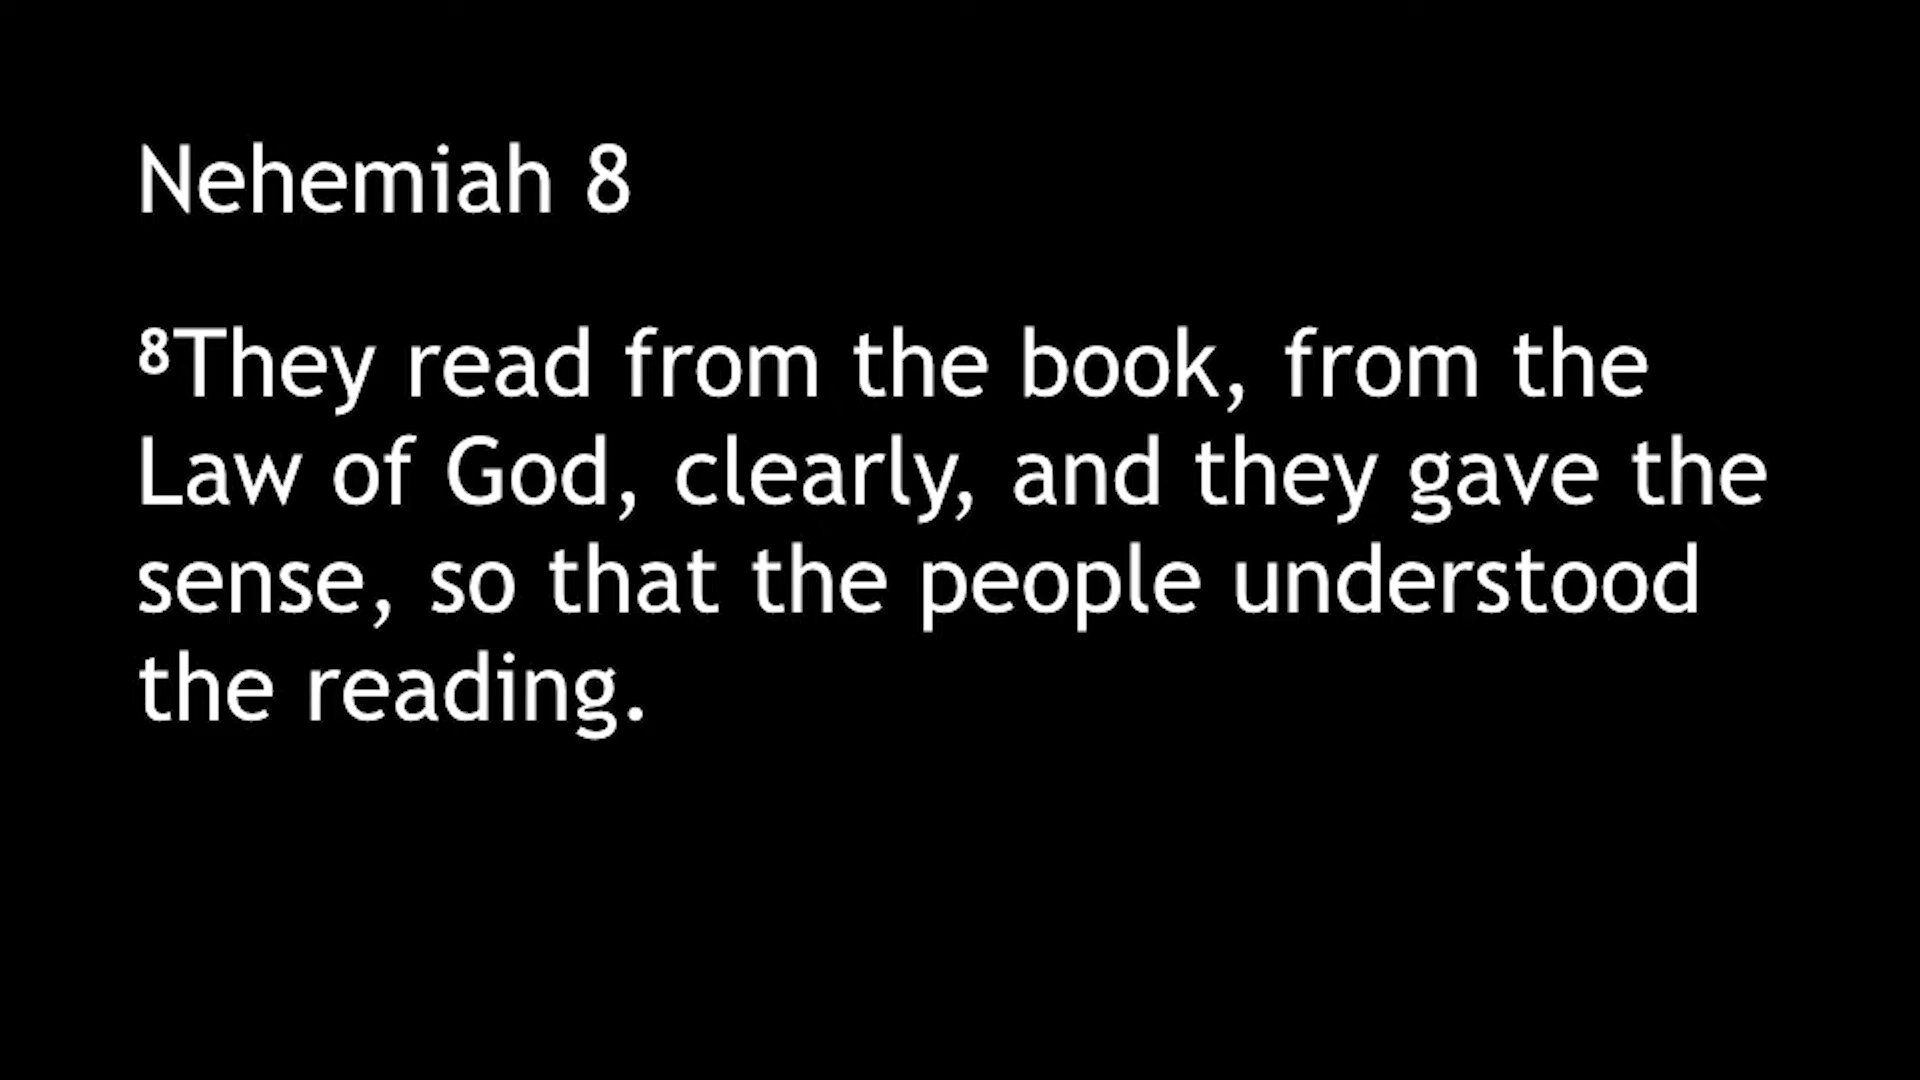 Nehemiah 8
⁸They read from the book, from the
Law of God, clearly, and they gave the
sense, so that the people understood
the reading.